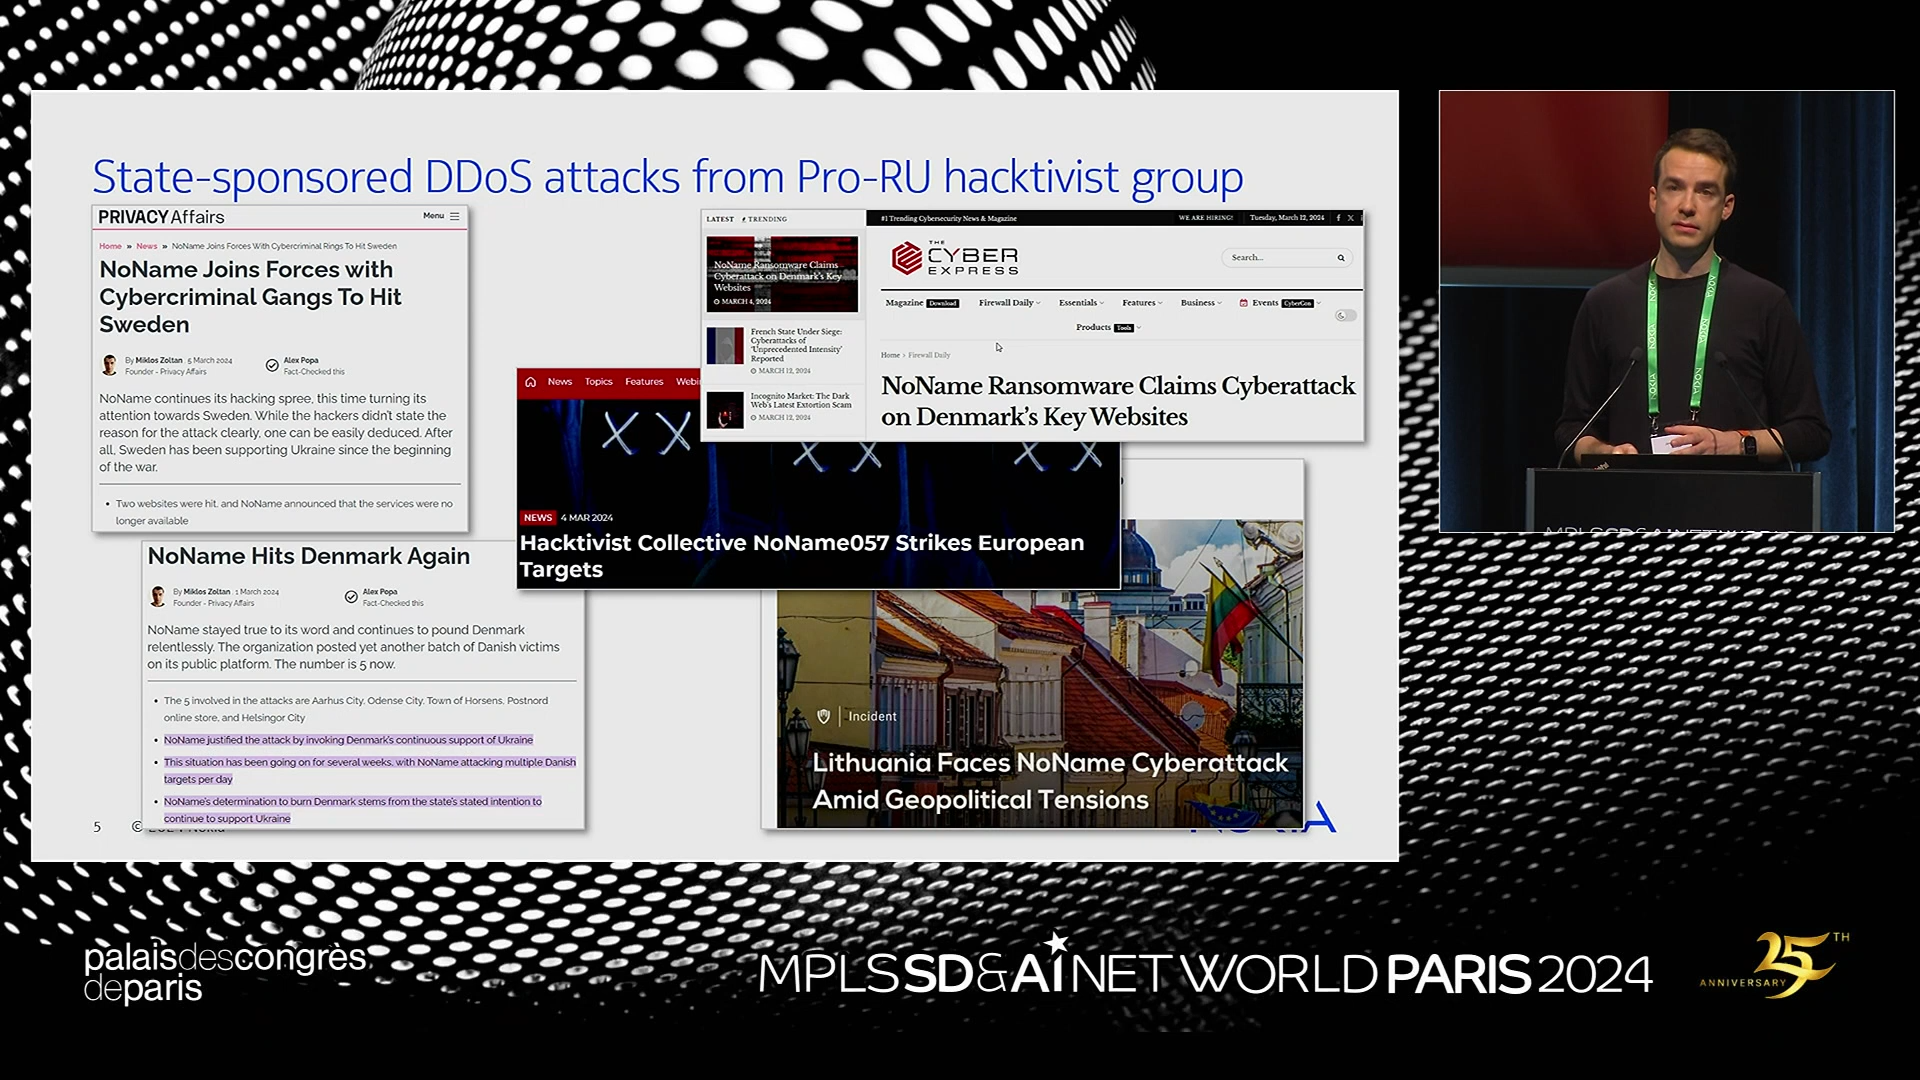 State-sponsored DDoS attacks from Pro-RU hacktivist group
PRIVACY Affairs
Menu
Home » News » NoName Joins Forces With Cybercriminal Rings To Hit Sweden
NoName Joins Forces with
Cybercriminal Gangs To Hit
Sweden
By Miklos Zoltan . 5 March 2024
Founder - Privacy Affairs
Alex Popa
Fact-Checked this
NoName continues its hacking spree, this time turning its
attention towards Sweden. While the hackers didn't state the
reason for the attack clearly, one can be easily deduced. After
all, Sweden has been supporting Ukraine since the beginning
of the war.
• Two websites were hit, and NoName announced that the services were no
longer available
LATEST TRENDING
NoName Ransomware Claims
Cyberattack on Denmark's Key
Websites
MARCH 4, 2024
French State Under Siege:
Cyberattacks of
'Unprecedented Intensity'
Reported
MARCH 12, 2024
Incognito Market: The Dark
Web's Latest Extortion Scam
MARCH 12, 2024
#1 Trending Cybersecurity News & Magazine
WE ARE HIRING!
Tuesday, March 12, 2024
THE
CYBER
EXPRESS
Search...
Magazine Download Firewall Daily Essentials Features Business Events CyberCon
Products Tools
Home > Firewall Daily
NoName Ransomware Claims Cyberattack
on Denmark's Key Websites
News Topics Features Webi
NEWS 4 MAR 2024
Hacktivist Collective NoName057 Strikes European
Targets
NoName Hits Denmark Again
By Miklos Zoltan . 1 March 2024
Founder - Privacy Affairs
Alex Popa
Fact-Checked this
NoName stayed true to its word and continues to pound Denmark
relentlessly. The organization posted yet another batch of Danish victims
on its public platform. The number is 5 now.
• The 5 involved in the attacks are Aarhus City, Odense City, Town of Horsens, Postnord
online store, and Helsingor City
• NoName justified the attack by invoking Denmark's continuous support of Ukraine
• This situation has been going on for several weeks, with NoName attacking multiple Danish
targets per day
• NoName's determination to burn Denmark stems from the state's stated intention to
continue to support Ukraine
Incident
Lithuania Faces NoName Cyberattack
Amid Geopolitical Tensions
5
©
NOKIA
NOKIA
NOKIA
NOKIA
MPLS SD & AI NET WORLD
palaisdescongrès
deparis
MPLS SD & AI NET WORLD PARIS 2024
25TH
ANNIVERSARY